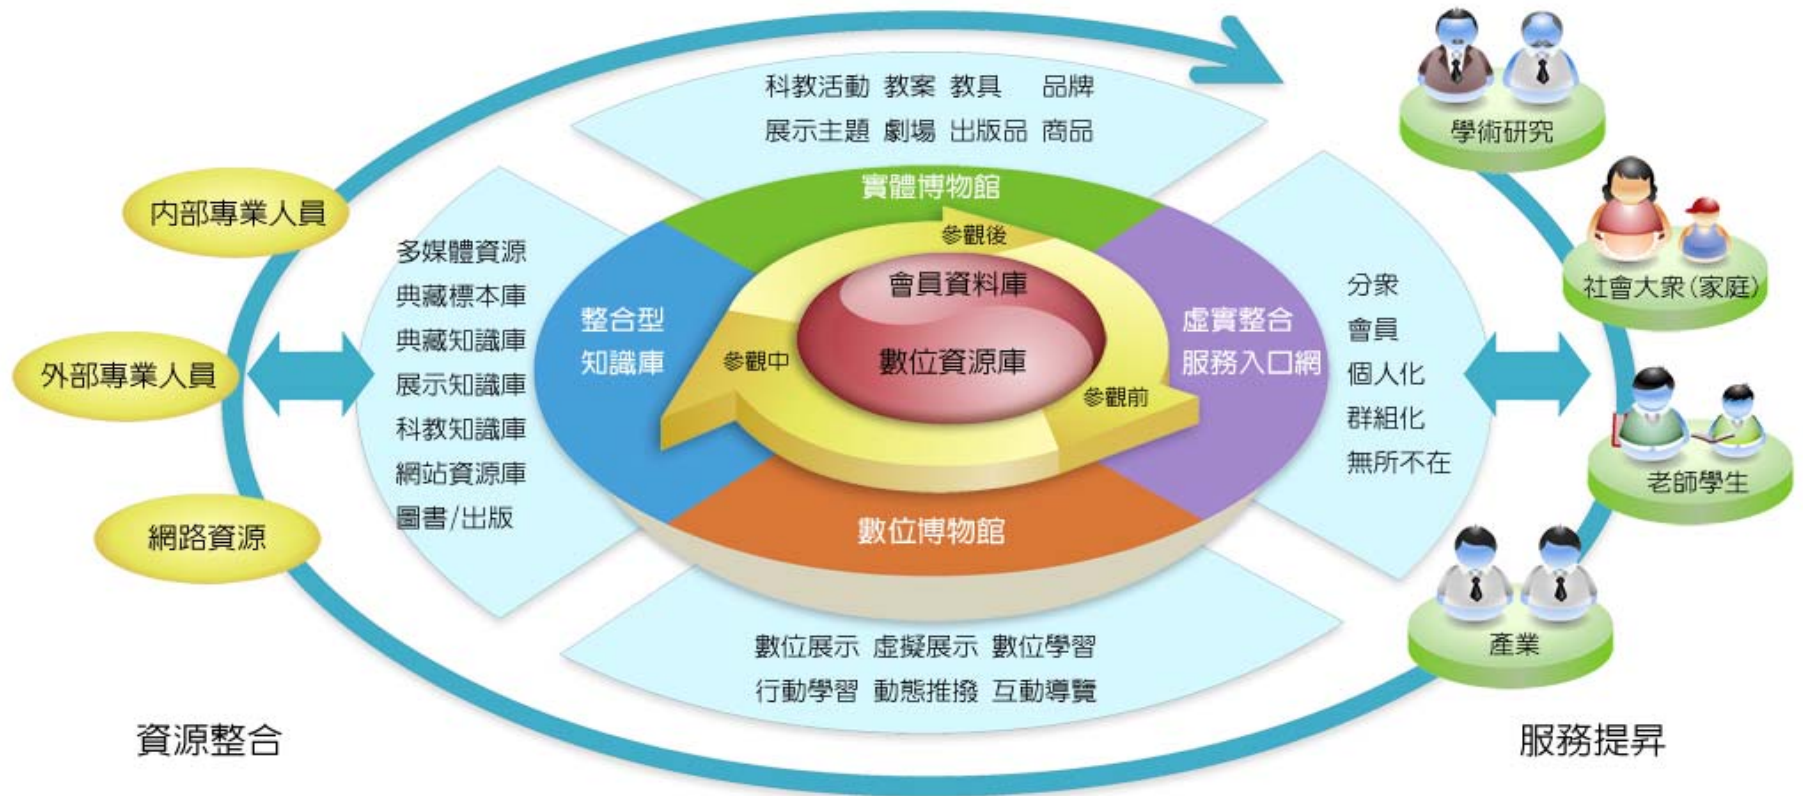 科教活動 教案 教具 品牌
展示主題 劇場 出版品 商品
學術研究
實體博物館
內部專業人員
參觀後
社會大眾(家庭)
多媒體資源
典藏標本庫
典藏知識庫
展示知識庫
科教知識庫
網站資源庫
圖書/出版
會員資料庫
數位資源庫
整合型
知識庫
虛實整合
服務入口網
分眾
會員
個人化
群組化
無所不在
參觀中
參觀前
外部專業人員
老師學生
網路資源
數位博物館
產業
數位展示 虛擬展示 數位學習
行動學習 動態推撥 互動導覽
資源整合
服務提昇